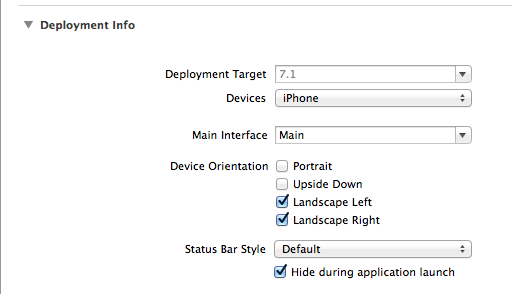 Deployment Info
Deployment Target 7.1
Devices iPhone
Main Interface Main
Device Orientation Portrait
Upside Down
Landscape Left
Landscape Right
Status Bar Style Default
Hide during application launch